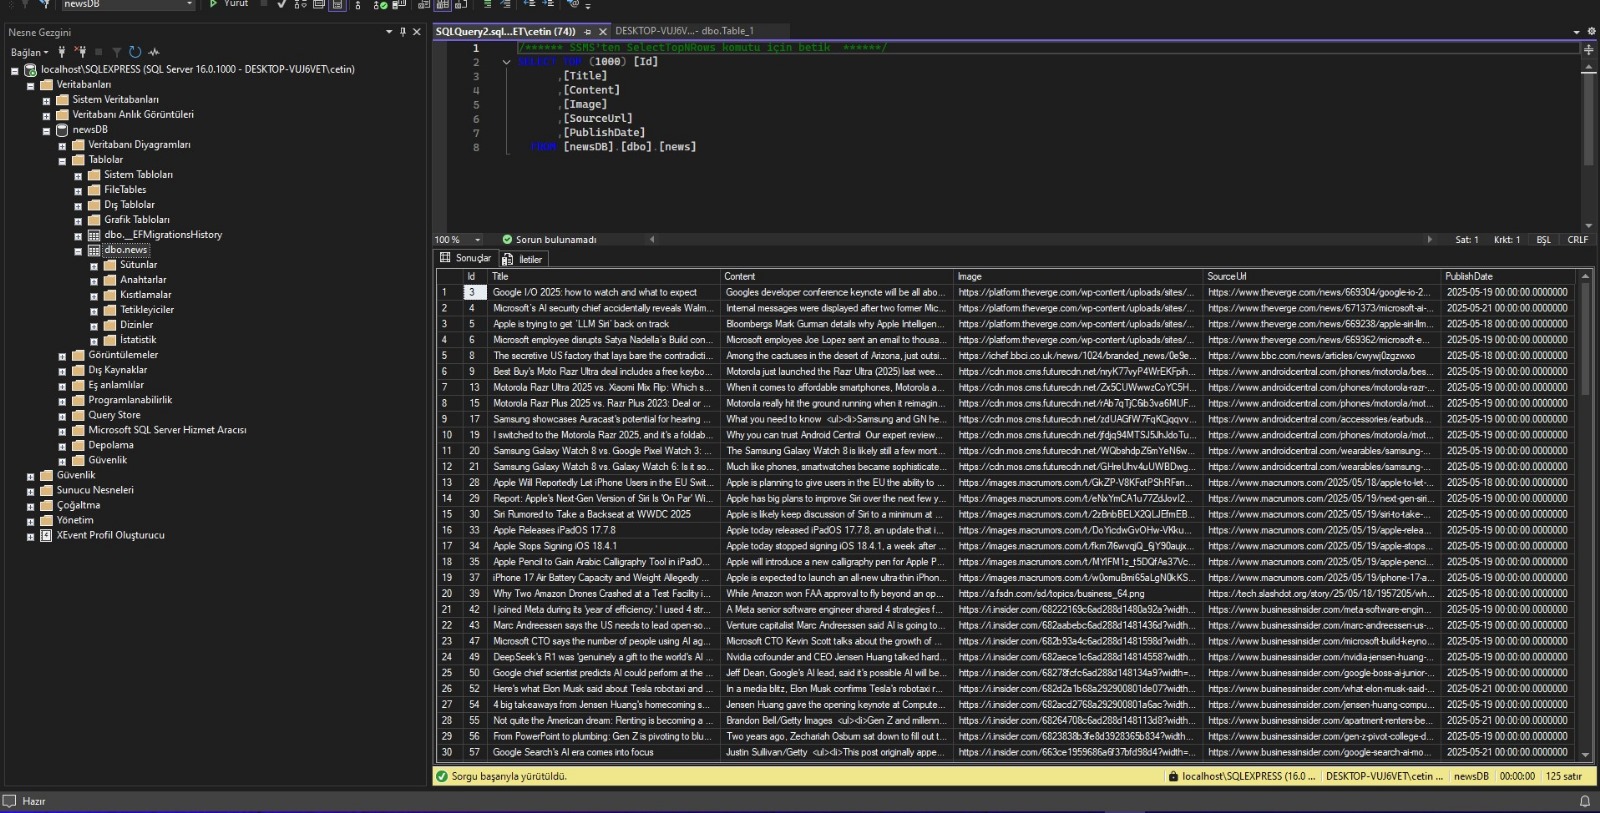 newsDB
Yürüt
Nesne Gezgini
Bağlan
localhost\SQLEXPRESS (SQL Server 16.0.1000 - DESKTOP-VUJ6VET\cetin)
Veritabanları
Sistem Veritabanları
Veritabanı Anlık Görüntüleri
newsDB
Veritabanı Diyagramları
Tablolar
Sistem Tabloları
FileTables
Dış Tablolar
Grafik Tabloları
dbo.__EFMigrationsHistory
dbo.news
Sütunlar
Anahtarlar
Kısıtlamalar
Tetikleyiciler
Dizinler
İstatistik
Görüntülemeler
Dış Kaynaklar
Eş anlamlılar
Programlanabilirlik
Query Store
Microsoft SQL Server Hizmet Aracısı
Depolama
Güvenlik
Güvenlik
Sunucu Nesneleri
Çoğaltma
Yönetim
XEvent Profil Oluşturucu
SQLQuery2.sql...ET\cetin (74)) DESKTOP-VUJ6V...- dbo.Table_1
1 /****** SSMS'ten SelectTopNRows komutu için betik ******/
2 SELECT TOP (1000) [Id]
3 ,[Title]
4 ,[Content]
5 ,[Image]
6 ,[SourceUrl]
7 ,[PublishDate]
8 FROM [newsDB].[dbo].[news]
100 % Sorun bulunamadı Sat: 1 Krkt: 1 BŞL CRLF
Sonuçlar İletiler
Id Title Content Image SourceUrl PublishDate
1 3 Google I/O 2025: how to watch and what to expect Googles developer conference keynote will be all abo... https://platform.theverge.com/wp-content/uploads/sites/... https://www.theverge.com/news/669304/google-io-2... 2025-05-19 00:00:00.0000000
2 4 Microsoft's AI security chief accidentally reveals Walm... Internal messages were displayed after two former Mic... https://platform.theverge.com/wp-content/uploads/sites/... https://www.theverge.com/news/671373/microsoft-ai-... 2025-05-21 00:00:00.0000000
3 5 Apple is trying to get 'LLM Siri' back on track Bloombergs Mark Gurman details why Apple Intelligen... https://platform.theverge.com/wp-content/uploads/sites/... https://www.theverge.com/news/669238/apple-siri-llm... 2025-05-18 00:00:00.0000000
4 6 Microsoft employee disrupts Satya Nadella's Build con... Microsoft employee Joe Lopez sent an email to thousa... https://platform.theverge.com/wp-content/uploads/sites/... https://www.theverge.com/news/669362/microsoft-e... 2025-05-19 00:00:00.0000000
5 8 The secretive US factory that lays bare the contradicti... Among the cactuses in the desert of Arizona, just outsi... https://ichef.bbci.co.uk/news/1024/branded_news/0e9e... https://www.bbc.com/news/articles/cwywj0zgzwxo 2025-05-18 00:00:00.0000000
6 9 Best Buy's Moto Razr Ultra deal includes a free keybo... Motorola just launched the Razr Ultra (2025) last wee... https://cdn.mos.cms.futurecdn.net/nryK77vyP4WrEKFpih... https://www.androidcentral.com/phones/motorola/bes... 2025-05-19 00:00:00.0000000
7 13 Motorola Razr Ultra 2025 vs. Xiaomi Mix Flip: Which s... When it comes to affordable smartphones, Motorola a... https://cdn.mos.cms.futurecdn.net/Zx5CUWwwzCoYC5H... https://www.androidcentral.com/phones/motorola-razr-... 2025-05-19 00:00:00.0000000
8 15 Motorola Razr Plus 2025 vs. Razr Plus 2023: Deal or ... Motorola really hit the ground running when it reimagin... https://cdn.mos.cms.futurecdn.net/rAb7qTjC6b3va6MUF... https://www.androidcentral.com/phones/motorola/mot... 2025-05-18 00:00:00.0000000
9 17 Samsung showcases Auracast's potential for hearing ... What you need to know <ul><li>Samsung and GN he... https://cdn.mos.cms.futurecdn.net/zdUAGfW7FqKCjqqvv... https://www.androidcentral.com/accessories/earbuds... 2025-05-19 00:00:00.0000000
10 19 I switched to the Motorola Razr 2025, and it's a foldab... Why you can trust Android Central Our expert review... https://cdn.mos.cms.futurecdn.net/jfdjq94MTSJ5JhJdoTu... https://www.androidcentral.com/phones/motorola/mot... 2025-05-19 00:00:00.0000000
11 20 Samsung Galaxy Watch 8 vs. Google Pixel Watch 3: ... The Samsung Galaxy Watch 8 is likely still a few mont... https://cdn.mos.cms.futurecdn.net/WQbshdpZ6mYeN6w... https://www.androidcentral.com/wearables/samsung-... 2025-05-18 00:00:00.0000000
12 21 Samsung Galaxy Watch 8 vs. Galaxy Watch 6: Is it so... Much like phones, smartwatches became sophisticate... https://cdn.mos.cms.futurecdn.net/GHreUhv4uUWBDwg... https://www.androidcentral.com/wearables/samsung-... 2025-05-19 00:00:00.0000000
13 28 Apple Will Reportedly Let iPhone Users in the EU Swit... Apple is planning to give users in the EU the ability to ... https://images.macrumors.com/t/GkZP-V8KFotPShRFsn... https://www.macrumors.com/2025/05/18/apple-to-let-... 2025-05-18 00:00:00.0000000
14 29 Report: Apple's Next-Gen Version of Siri Is 'On Par' Wi... Apple has big plans to improve Siri over the next few y... https://images.macrumors.com/t/eNxYmCA1u77ZdJovI2... https://www.macrumors.com/2025/05/19/next-gen-siri... 2025-05-19 00:00:00.0000000
15 30 Siri Rumored to Take a Backseat at WWDC 2025 Apple is likely keep discussion of Siri to a minimum at ... https://images.macrumors.com/t/2zBnbBELX2QLJEfmEB... https://www.macrumors.com/2025/05/19/siri-to-take-... 2025-05-19 00:00:00.0000000
16 33 Apple Releases iPadOS 17.7.8 Apple today released iPadOS 17.7.8, an update that i... https://images.macrumors.com/t/DoYicdwGvOHw-VKku... https://www.macrumors.com/2025/05/19/apple-relea... 2025-05-19 00:00:00.0000000
17 34 Apple Stops Signing iOS 18.4.1 Apple today stopped signing iOS 18.4.1, a week after ... https://images.macrumors.com/t/fkm7l6wvqjQ_6jY90aujx... https://www.macrumors.com/2025/05/19/apple-stops... 2025-05-19 00:00:00.0000000
18 35 Apple Pencil to Gain Arabic Calligraphy Tool in iPadO... Apple will introduce a new calligraphy pen for Apple P... https://images.macrumors.com/t/MYlFM1z_t5DQfAs37Vc... https://www.macrumors.com/2025/05/19/apple-penci... 2025-05-19 00:00:00.0000000
19 37 iPhone 17 Air Battery Capacity and Weight Allegedly ... Apple is expected to launch an all-new ultra-thin iPhon... https://images.macrumors.com/t/w0omuBmi65aLgN0kKS... https://www.macrumors.com/2025/05/19/iphone-17-a... 2025-05-19 00:00:00.0000000
20 39 Why Two Amazon Drones Crashed at a Test Facility i... While Amazon won FAA approval to fly beyond an op... https://a.fsdn.com/sd/topics/business_64.png https://tech.slashdot.org/story/25/05/18/1957205/wh... 2025-05-18 00:00:00.0000000
21 42 I joined Meta during its 'year of efficiency.' I used 4 str... A Meta senior software engineer shared 4 strategies f... https://i.insider.com/68222169c6ad288d1480a92a?width... https://www.businessinsider.com/meta-software-engin... 2025-05-19 00:00:00.0000000
22 43 Marc Andreessen says the US needs to lead open-so... Venture capitalist Marc Andreessen said AI is going to... https://i.insider.com/682aabebc6ad288d1481436d?width... https://www.businessinsider.com/marc-andreessen-us-... 2025-05-19 00:00:00.0000000
23 47 Microsoft CTO says the number of people using AI ag... Microsoft CTO Kevin Scott talks about the growth of ... https://i.insider.com/682b93a4c6ad288d1481598d?width... https://www.businessinsider.com/microsoft-build-keyno... 2025-05-19 00:00:00.0000000
24 49 DeepSeek's R1 was 'genuinely a gift to the world's AI ... Nvidia cofounder and CEO Jensen Huang talked hard... https://i.insider.com/682aece1c6ad288d14814558?width... https://www.businessinsider.com/nvidia-jensen-huang-... 2025-05-19 00:00:00.0000000
25 50 Google chief scientist predicts AI could perform at the ... Jeff Dean, Google's AI lead, said it's possible AI will be... https://i.insider.com/68278fcfc6ad288d148134a9?width=... https://www.businessinsider.com/google-boss-ai-junior-... 2025-05-19 00:00:00.0000000
26 52 Here's what Elon Musk said about Tesla robotaxi and ... In a media blitz, Elon Musk confirms Tesla's robotaxi r... https://i.insider.com/682d2a1b68a292900801de07?width... https://www.businessinsider.com/what-elon-musk-said-... 2025-05-21 00:00:00.0000000
27 54 4 big takeaways from Jensen Huang's homecoming s... Jensen Huang gave the opening keynote at Compute... https://i.insider.com/682acd2768a292900801a6ac?width... https://www.businessinsider.com/jensen-huang-compu... 2025-05-19 00:00:00.0000000
28 55 Not quite the American dream: Renting is becoming a ... Brandon Bell/Getty Images <ul><li>Gen Z and millenn... https://i.insider.com/68264708c6ad288d148113d8?width... https://www.businessinsider.com/apartment-renters-be... 2025-05-21 00:00:00.0000000
29 56 From PowerPoint to plumbing: Gen Z is pivoting to blu... Two years ago, Zechariah Osburn sat down to fill out t... https://i.insider.com/6823838b3fe8d3928365b834?width... https://www.businessinsider.com/gen-z-pivot-college-d... 2025-05-19 00:00:00.0000000
30 57 Google Search's AI era comes into focus Justin Sullivan/Getty <ul><li>This post originally appe... https://i.insider.com/663ce1959686a6f37bfd98d4?width=... https://www.businessinsider.com/google-search-ai-mo... 2025-05-21 00:00:00.0000000
Sorgu başarıyla yürütüldü. localhost\SQLEXPRESS (16.0 ... DESKTOP-VUJ6VET\cetin ... newsDB 00:00:00 125 satır
Hazır